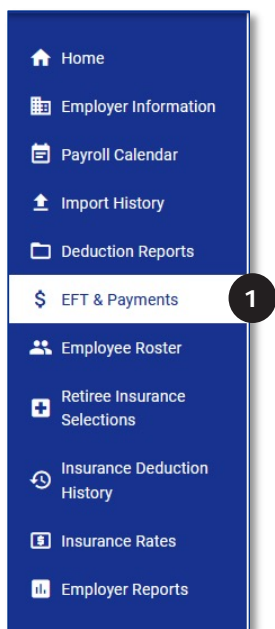 Home
Employer Information
Payroll Calendar
Import History
Deduction Reports
$ EFT & Payments 1
Employee Roster
Retiree Insurance
Selections
Insurance Deduction
History
Insurance Rates
Employer Reports